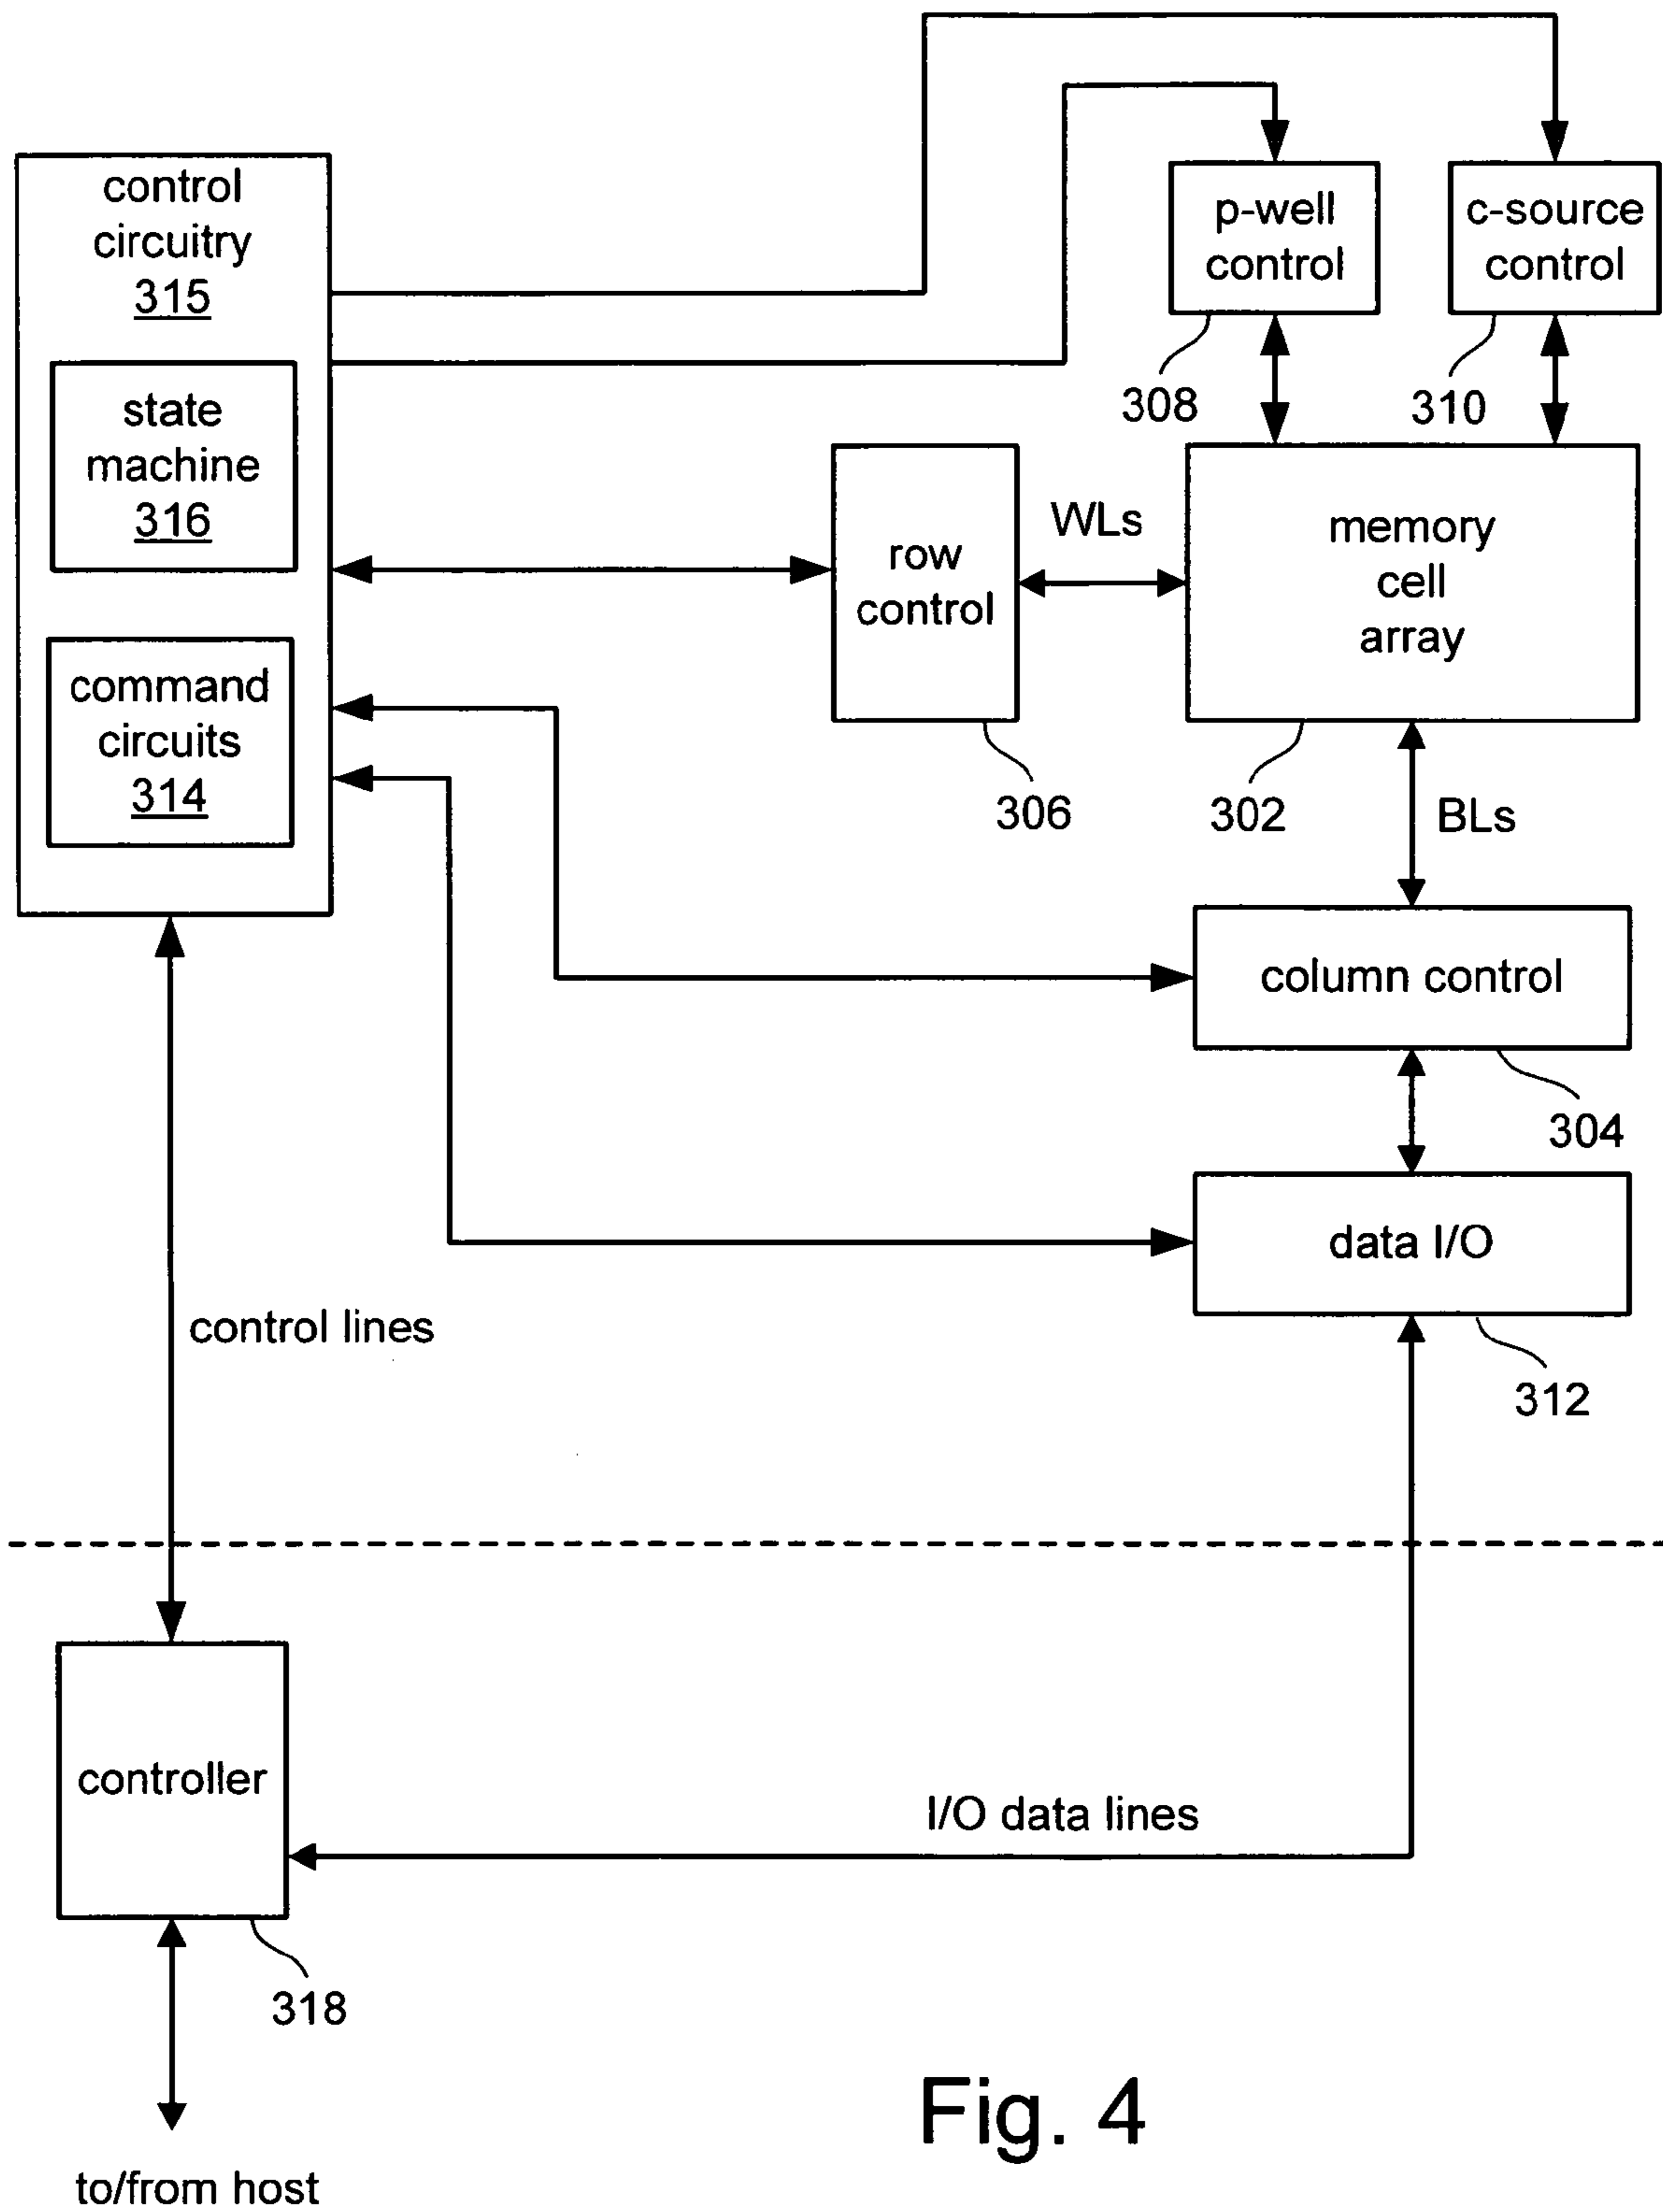 control
circuitry
315
state
machine
316
command
circuits
314
p-well
control
308
c-source
control
310
row
control
306
WLs
memory
cell
array
302
BLs
column control
304
data I/O
312
control lines
controller
318
I/O data lines
to/from host
Fig. 4